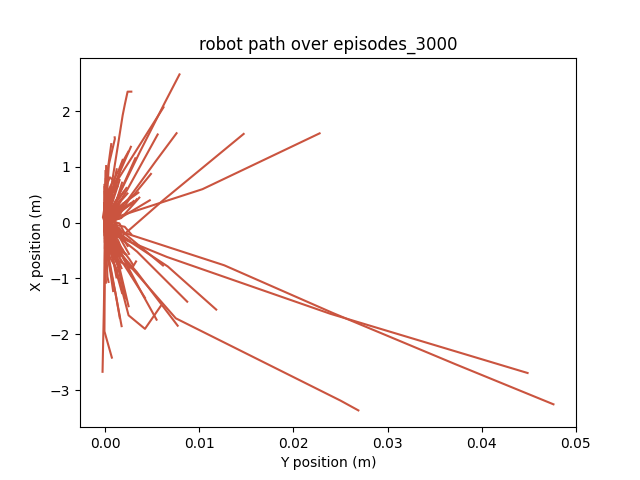 robot path over episodes_3000
X position (m)
2
1
0
−1
−2
−3
0.00 0.01 0.02 0.03 0.04 0.05
Y position (m)